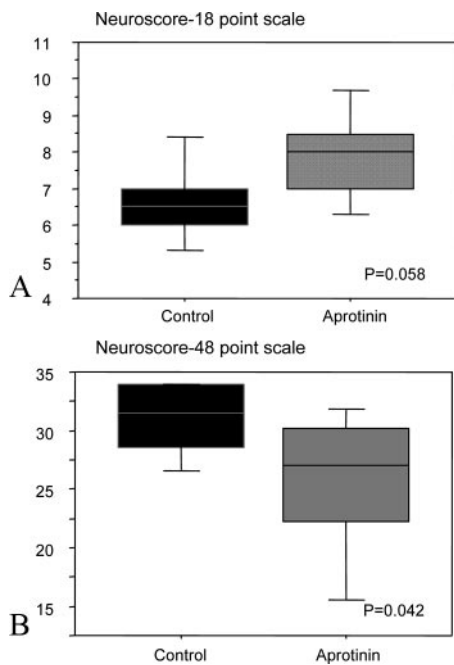 Neuroscore-18 point scale
11
10
9
8
7
6
5
4
P=0.058
A
Control Aprotinin
Neuroscore-48 point scale
35
30
25
20
15
P=0.042
B
Control Aprotinin